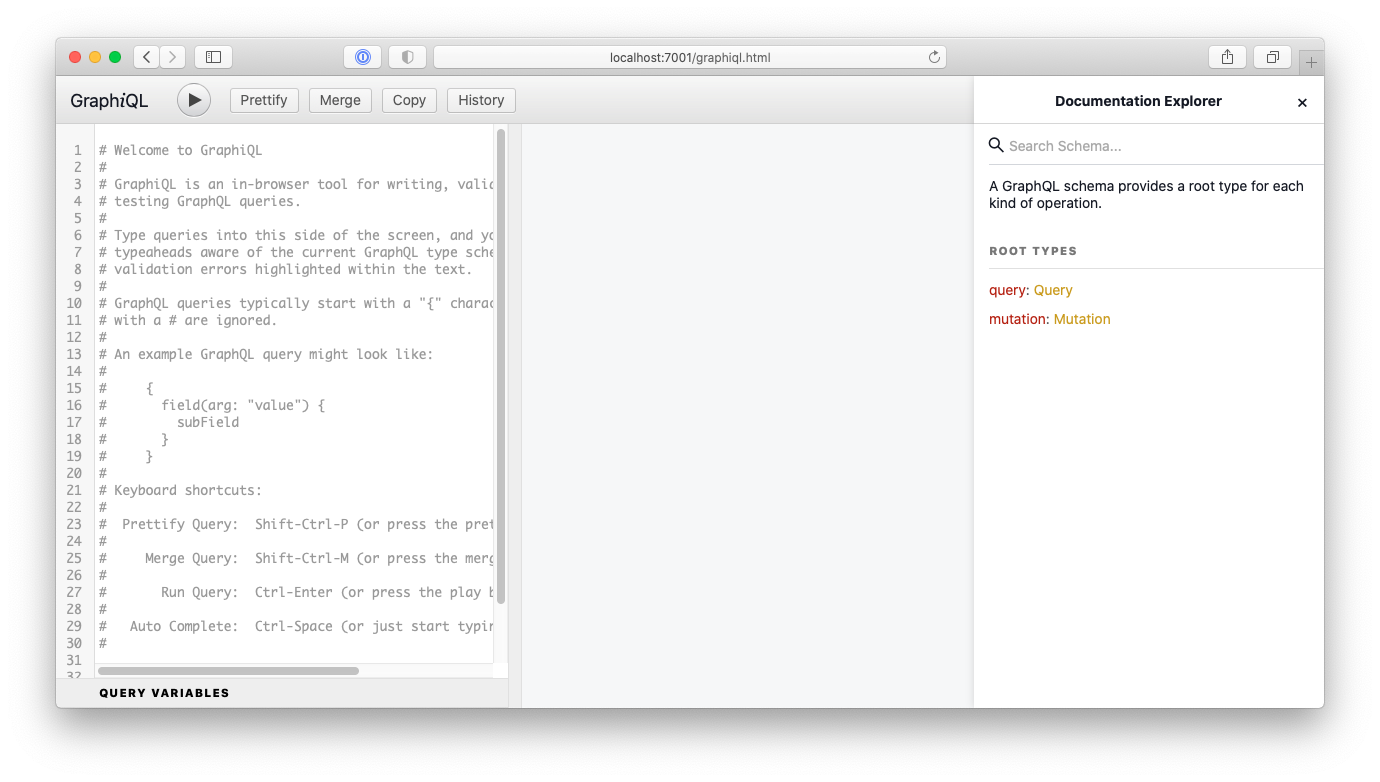 localhost:7001/graphiql.html
GraphiQL
Prettify
Merge
Copy
History
Documentation Explorer
Search Schema...
A GraphQL schema provides a root type for each
kind of operation.
ROOT TYPES
query: Query
mutation: Mutation
1 # Welcome to GraphiQL
2 #
3 # GraphiQL is an in-browser tool for writing, valid
4 # testing GraphQL queries.
5 #
6 # Type queries into this side of the screen, and yo
7 # typeaheads aware of the current GraphQL type sche
8 # validation errors highlighted within the text.
9 #
10 # GraphQL queries typically start with a "{" charac
11 # with a # are ignored.
12 #
13 # An example GraphQL query might look like:
14 #
15 #     {
16 #       field(arg: "value") {
17 #         subField
18 #       }
19 #     }
20 #
21 # Keyboard shortcuts:
22 #
23 #  Prettify Query:  Shift-Ctrl-P (or press the pret
24 #
25 #     Merge Query:  Shift-Ctrl-M (or press the merg
26 #
27 #       Run Query:  Ctrl-Enter (or press the play b
28 #
29 #   Auto Complete:  Ctrl-Space (or just start typin
30 #
31
32
QUERY VARIABLES